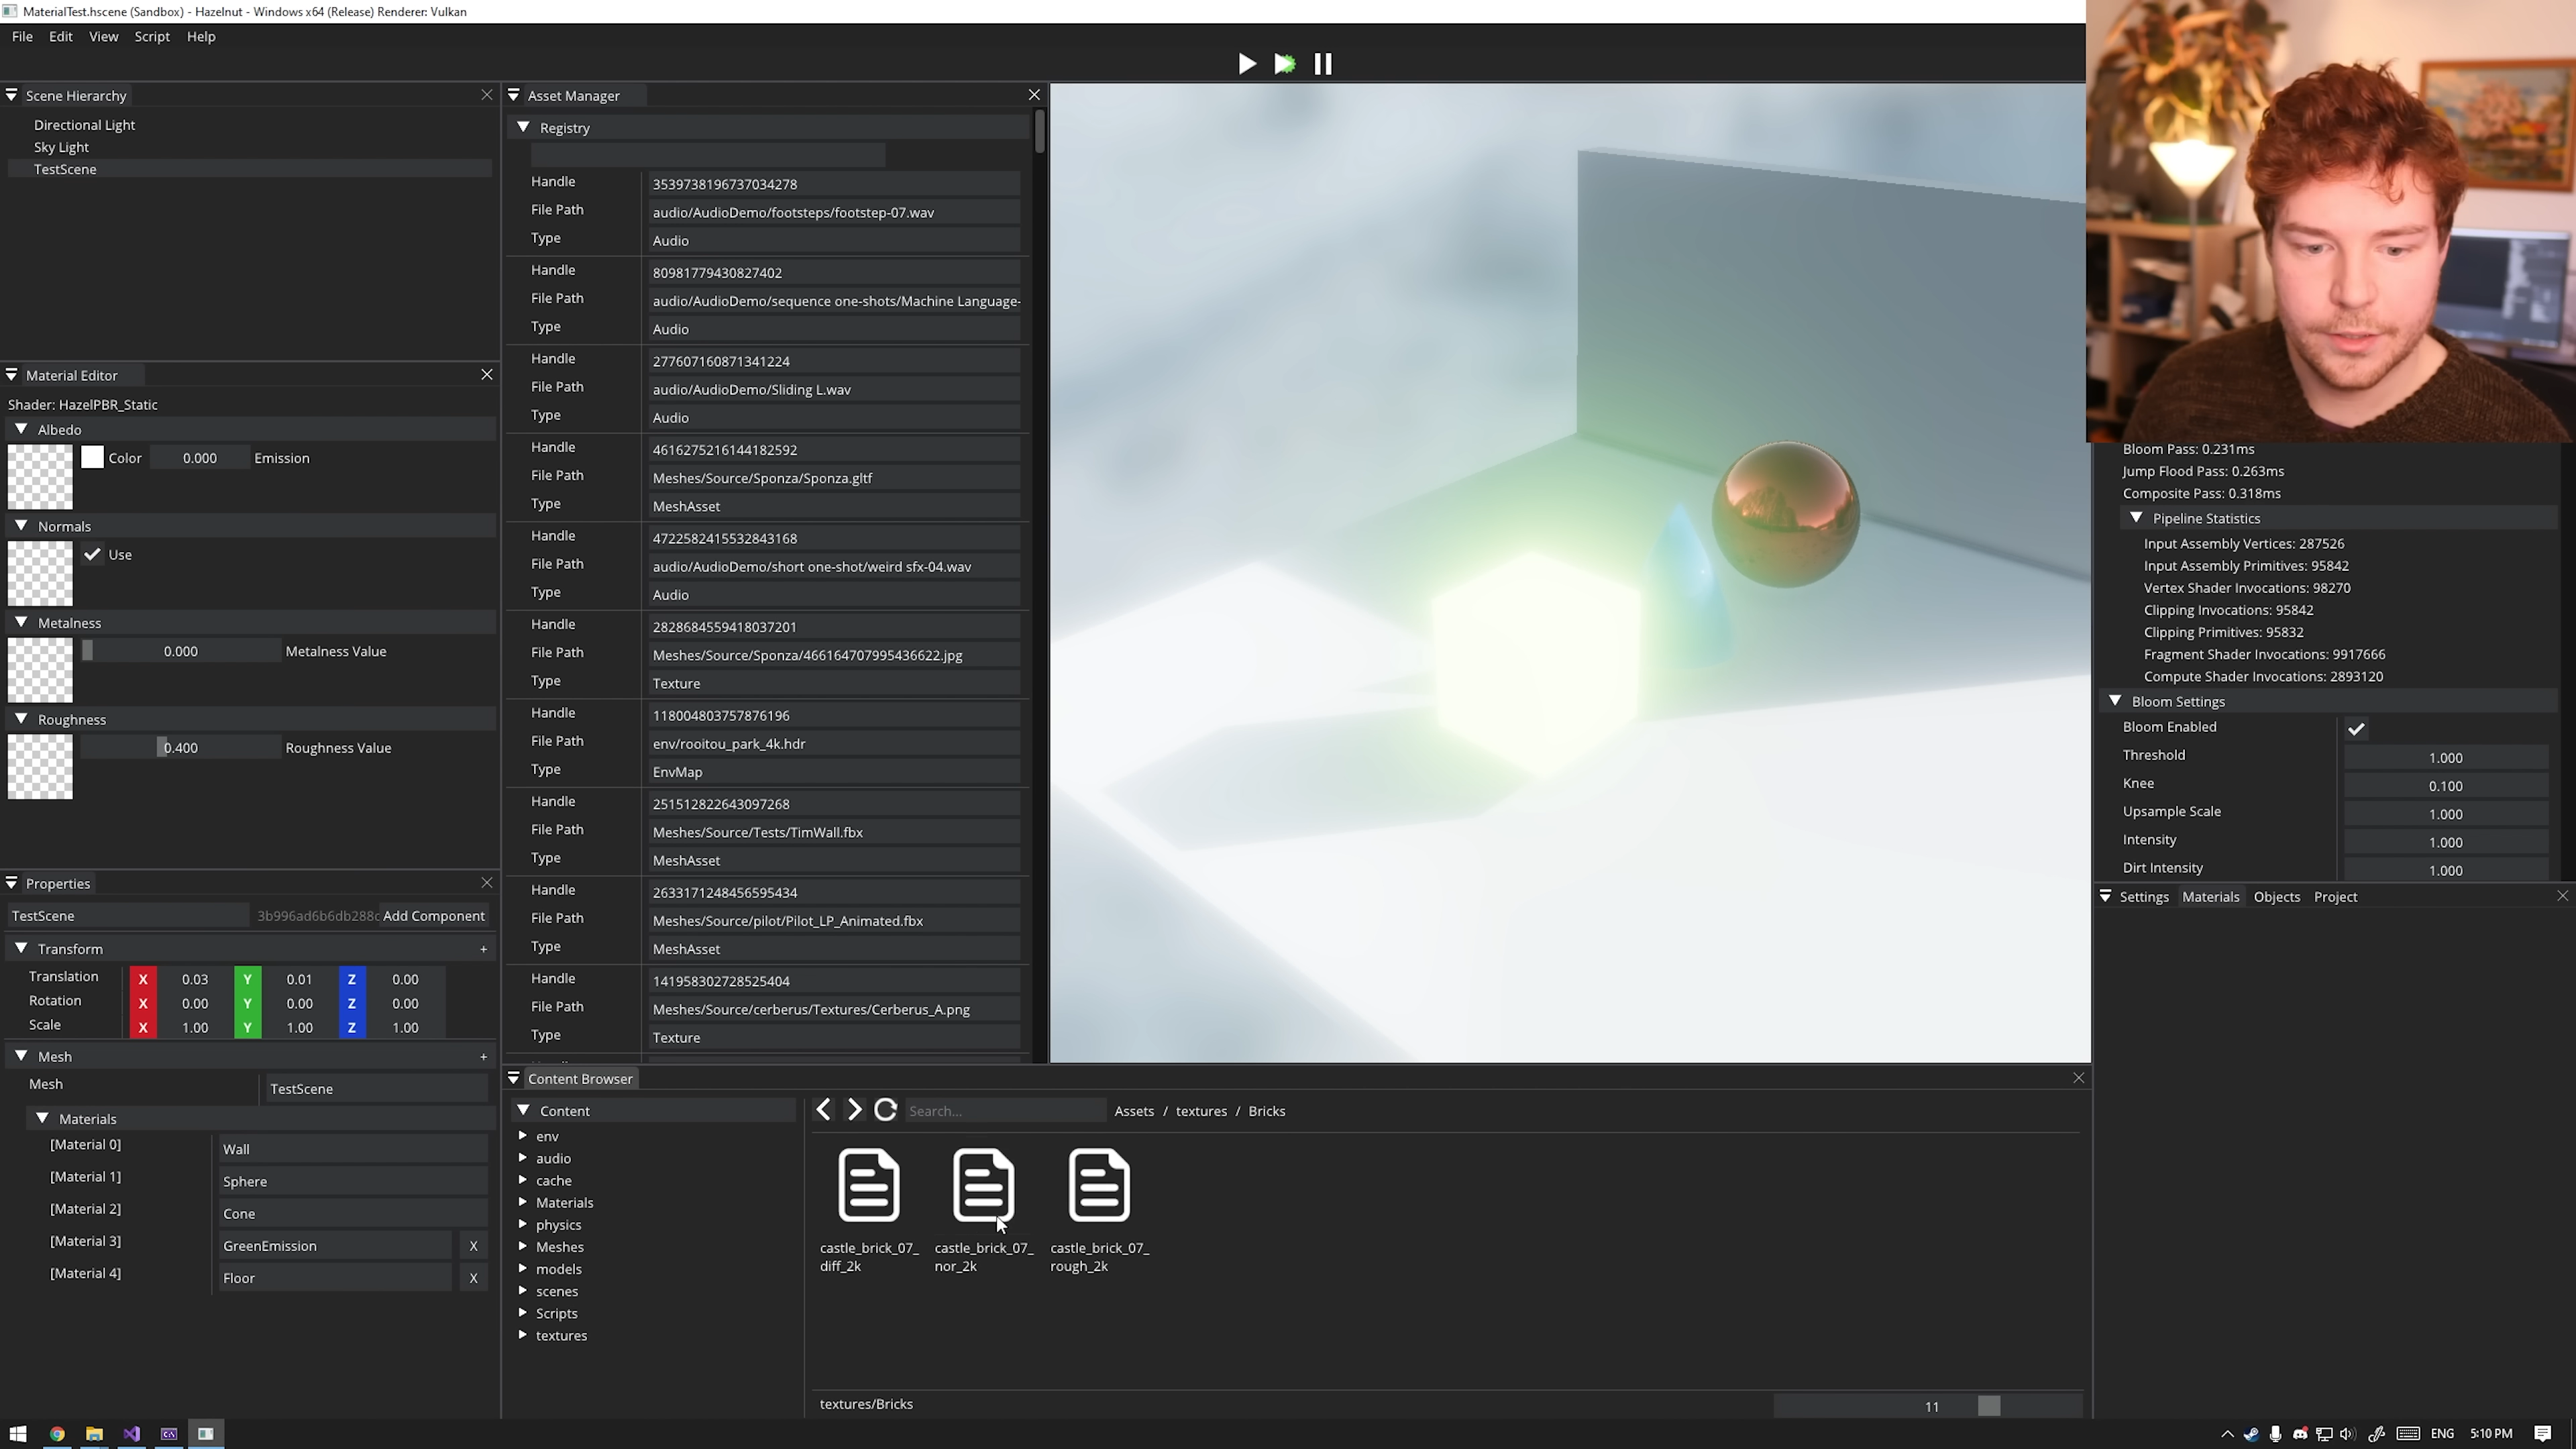 MaterialTest.hscene (Sandbox) - Hazelnut - Windows x64 (Release) Renderer: Vulkan
File Edit View Script Help
Scene Hierarchy
Directional Light
Sky Light
TestScene
Material Editor
Shader: HazelPBR_Static
Albedo
Color 0.000 Emission
Normals
Use
Metalness
0.000 Metalness Value
Roughness
0.400 Roughness Value
Properties
TestScene 3b996ad6b6db288c Add Component
Transform +
Translation X 0.03 Y 0.01 Z 0.00
Rotation X 0.00 Y 0.00 Z 0.00
Scale X 1.00 Y 1.00 Z 1.00
Mesh +
Mesh TestScene
Materials
[Material 0] Wall
[Material 1] Sphere
[Material 2] Cone
[Material 3] GreenEmission X
[Material 4] Floor X
Asset Manager
Registry
Handle 3539738196737034278
File Path audio/AudioDemo/footsteps/footstep-07.wav
Type Audio
Handle 80981779430827402
File Path audio/AudioDemo/sequence one-shots/Machine Language-
Type Audio
Handle 277607160871341224
File Path audio/AudioDemo/Sliding L.wav
Type Audio
Handle 4616275216144182592
File Path Meshes/Source/Sponza/Sponza.gltf
Type MeshAsset
Handle 4722582415532843168
File Path audio/AudioDemo/short one-shot/weird sfx-04.wav
Type Audio
Handle 2828684559418037201
File Path Meshes/Source/Sponza/466164707995436622.jpg
Type Texture
Handle 118004803757876196
File Path env/rooitou_park_4k.hdr
Type EnvMap
Handle 251512822643097268
File Path Meshes/Source/Tests/TimWall.fbx
Type MeshAsset
Handle 2633171248456595434
File Path Meshes/Source/pilot/Pilot_LP_Animated.fbx
Type MeshAsset
Handle 141958302728525404
File Path Meshes/Source/cerberus/Textures/Cerberus_A.png
Type Texture
Content Browser
Content
env
audio
cache
Materials
physics
Meshes
models
scenes
Scripts
textures
Search... Assets / textures / Bricks
castle_brick_07_ castle_brick_07_ castle_brick_07_
diff_2k nor_2k rough_2k
textures/Bricks 11
Bloom Pass: 0.231ms
Jump Flood Pass: 0.263ms
Composite Pass: 0.318ms
Pipeline Statistics
Input Assembly Vertices: 287526
Input Assembly Primitives: 95842
Vertex Shader Invocations: 98270
Clipping Invocations: 95842
Clipping Primitives: 95832
Fragment Shader Invocations: 9917666
Compute Shader Invocations: 2893120
Bloom Settings
Bloom Enabled
Threshold 1.000
Knee 0.100
Upsample Scale 1.000
Intensity 1.000
Dirt Intensity 1.000
Settings Materials Objects Project
ENG 5:10 PM